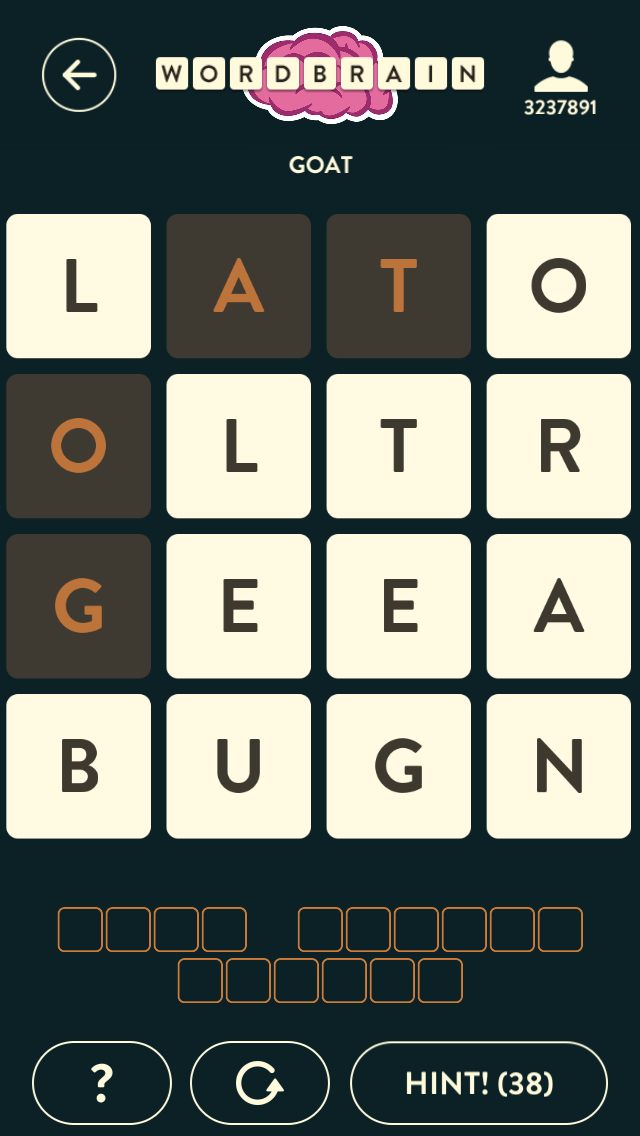 WORDBRAIN
3237891
GOAT
L A T O
O L T R
G E E A
B U G N
? HINT! (38)